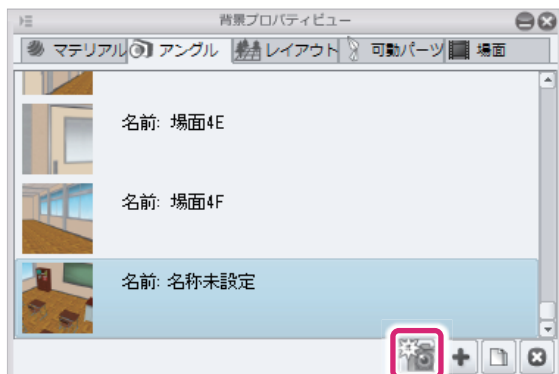 背景プロパティビュー
マテリアル アングル レイアウト 可動パーツ 場面
名前: 場面4E
名前: 場面4F
名前: 名称未設定